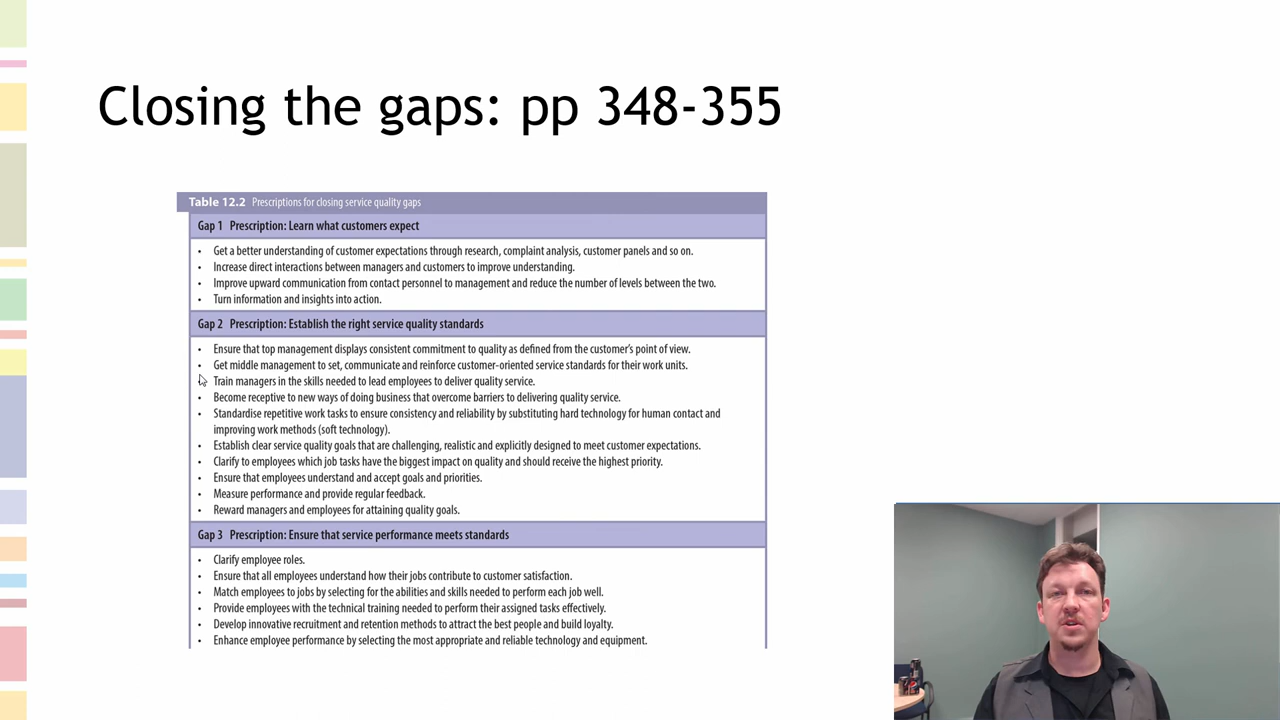 Closing the gaps: pp 348-355
Table 12.2 Prescriptions for closing service quality gaps
Gap 1 Prescription: Learn what customers expect
• Get a better understanding of customer expectations through research, complaint analysis, customer panels and so on.
• Increase direct interactions between managers and customers to improve understanding.
• Improve upward communication from contact personnel to management and reduce the number of levels between the two.
• Turn information and insights into action.
Gap 2 Prescription: Establish the right service quality standards
• Ensure that top management displays consistent commitment to quality as defined from the customer's point of view.
• Get middle management to set, communicate and reinforce customer-oriented service standards for their work units.
Train managers in the skills needed to lead employees to deliver quality service.
• Become receptive to new ways of doing business that overcome barriers to delivering quality service.
• Standardise repetitive work tasks to ensure consistency and reliability by substituting hard technology for human contact and
improving work methods (soft technology).
• Establish clear service quality goals that are challenging, realistic and explicitly designed to meet customer expectations.
• Clarify to employees which job tasks have the biggest impact on quality and should receive the highest priority.
• Ensure that employees understand and accept goals and priorities.
• Measure performance and provide regular feedback.
• Reward managers and employees for attaining quality goals.
Gap 3 Prescription: Ensure that service performance meets standards
• Clarify employee roles.
• Ensure that all employees understand how their jobs contribute to customer satisfaction.
• Match employees to jobs by selecting for the abilities and skills needed to perform each job well.
• Provide employees with the technical training needed to perform their assigned tasks effectively.
• Develop innovative recruitment and retention methods to attract the best people and build loyalty.
• Enhance employee performance by selecting the most appropriate and reliable technology and equipment.